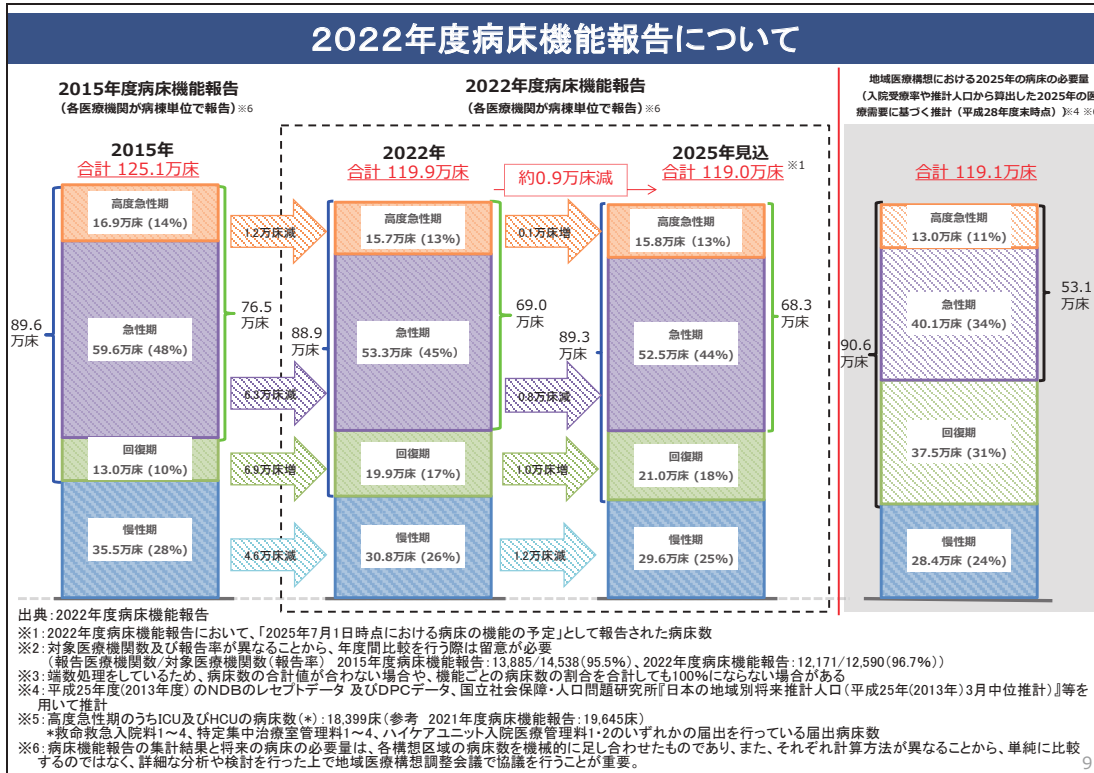 2022年度病床機能報告について
2015年度病床機能報告
(各医療機関が病棟単位で報告)※6
2022年度病床機能報告
(各医療機関が病棟単位で報告)※6
地域医療構想における2025年の病床の必要量
(入院受療率や推計人口から算出した2025年の医
療需要に基づく推計(平成28年度末時点))※4
2015年
合計 125.1万床
2022年
合計 119.9万床
約0.9万床減
2025年見込
合計 119.0万床
※1
合計 119.1万床
高度急性期
16.9万床(14%)
1.2万床減
高度急性期
15.7万床(13%)
0.1万床増
高度急性期
15.8万床(13%)
高度急性期
13.0万床(11%)
89.6
万床
急性期
59.6万床(48%)
76.5
万床
6.3万床減
88.9
万床
急性期
53.3万床(45%)
69.0
万床
0.8万床減
89.3
万床
急性期
52.5万床(44%)
68.3
万床
90.6
万床
急性期
40.1万床(34%)
53.1
万床
回復期
13.0万床(10%)
6.9万床増
回復期
19.9万床(17%)
1.0万床増
回復期
21.0万床(18%)
回復期
37.5万床(31%)
慢性期
35.5万床(28%)
4.6万床減
慢性期
30.8万床(26%)
1.2万床減
慢性期
29.6万床(25%)
慢性期
28.4万床(24%)
出典:2022年度病床機能報告
※1:2022年度病床機能報告において、「2025年7月1日時点における病床の機能の予定」として報告された病床数
※2:対象医療機関数及び報告率が異なることから、年度間比較を行う際は留意が必要
(報告医療機関数/対象医療機関数(報告率) 2015年度病床機能報告:13,885/14,538(95.5%)、2022年度病床機能報告:12,171/12,590(96.7%))
※3:端数処理をしているため、病床数の合計値が合わない場合や、機能ごとの病床数の割合を合計しても100%にならない場合がある
※4:平成25年度(2013年度)のNDBのレセプトデータ 及びDPCデータ、国立社会保障・人口問題研究所『日本の地域別将来推計人口(平成25年(2013年)3月中位推計)』等を
用いて推計
※5:高度急性期のうちICU及びHCUの病床数(*):18,399床(参考 2021年度病床機能報告:19,645床)
*救命救急入院料1~4、特定集中治療室管理料1~4、ハイケアユニット入院医療管理料1・2のいずれかの届出を行っている届出病床数
※6:病床機能報告の集計結果と将来の病床の必要量は、各構想区域の病床数を機械的に足し合わせたものであり、また、それぞれ計算方法が異なることから、単純に比較
するのではなく、詳細な分析や検討を行った上で地域医療構想調整会議で協議を行うことが重要。
9